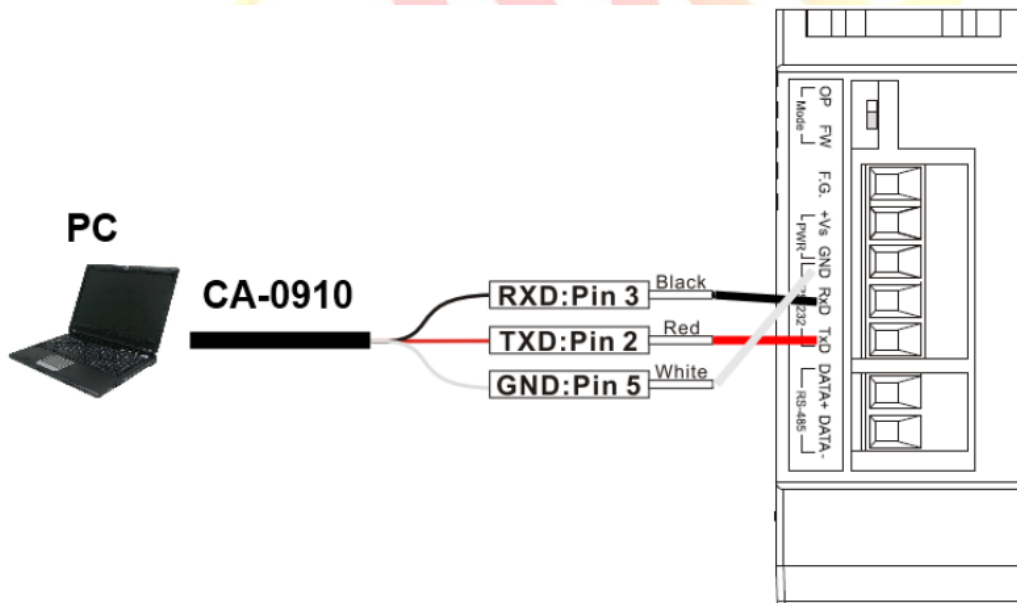 PC
CA-0910
RXD:Pin 3
Black
TXD:Pin 2
Red
GND:Pin 5
White
OP FW
Mode
F.G.
+Vs GND
PWR
RxD TxD
232
DATA+ DATA-
RS-485